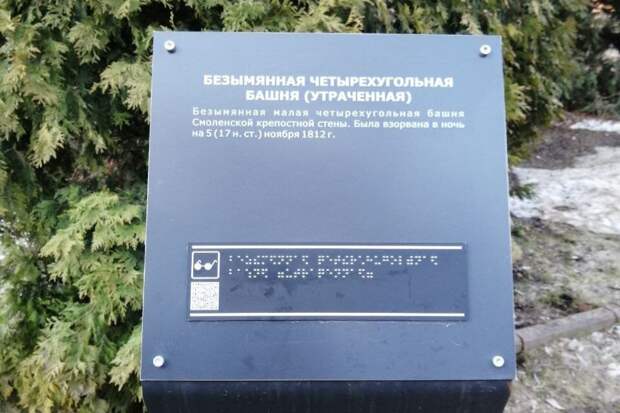 БЕЗЫМЯННАЯ ЧЕТЫРЕХУГОЛЬНАЯ
БАШНЯ (УТРАЧЕННАЯ)
Безымянная малая четырехугольная башня
Смоленской крепостной стены. Была взорвана в ночь
на 5 (17 н. ст.) ноября 1812 г.